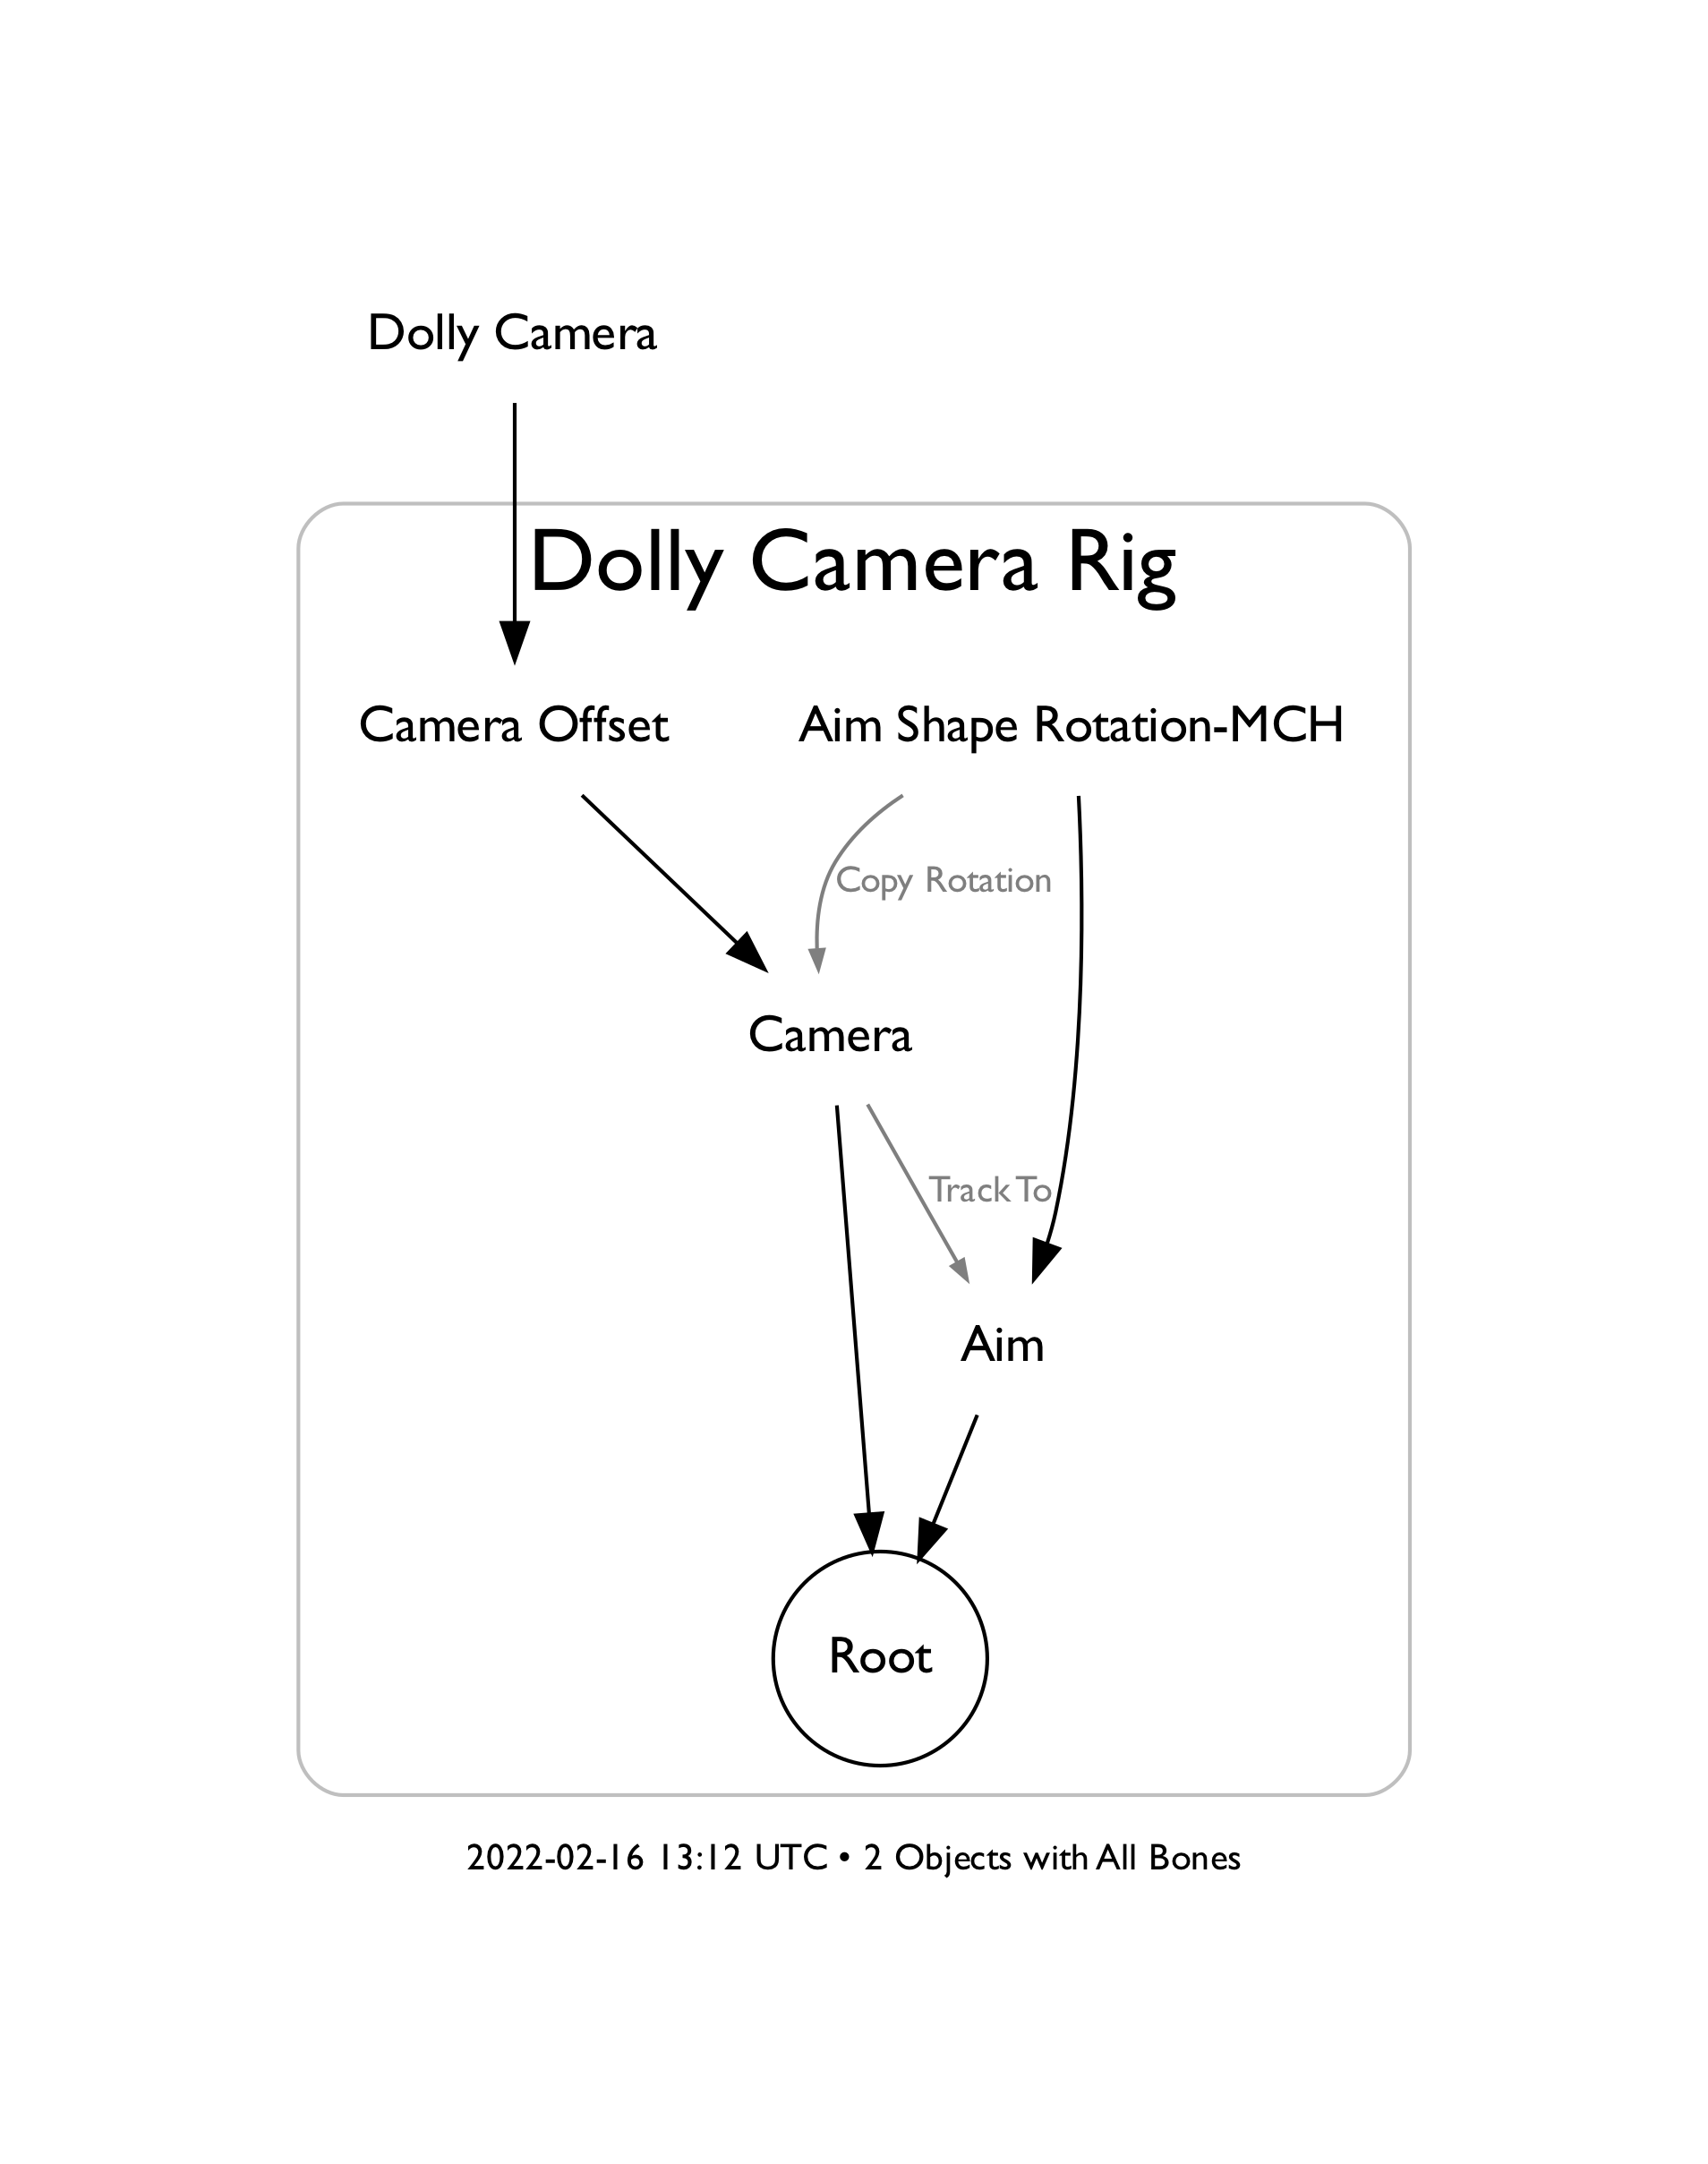 Dolly Camera
Dolly Camera Rig
Camera Offset
Aim Shape Rotation-MCH
Copy Rotation
Camera
Track To
Aim
Root
2022-02-16 13:12 UTC • 2 Objects with All Bones